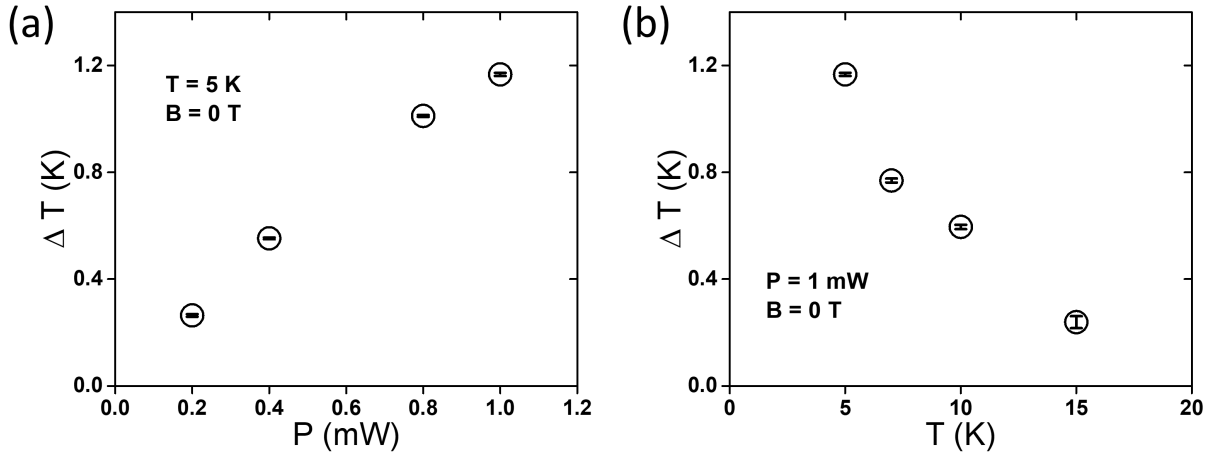 (a)
1.2
0.8
0.4
0.0
Δ T (K)
T = 5 K
B = 0 T
0.0 0.2 0.4 0.6 0.8 1.0 1.2
P (mW)
(b)
1.2
0.8
0.4
0.0
Δ T (K)
P = 1 mW
B = 0 T
0 5 10 15 20
T (K)